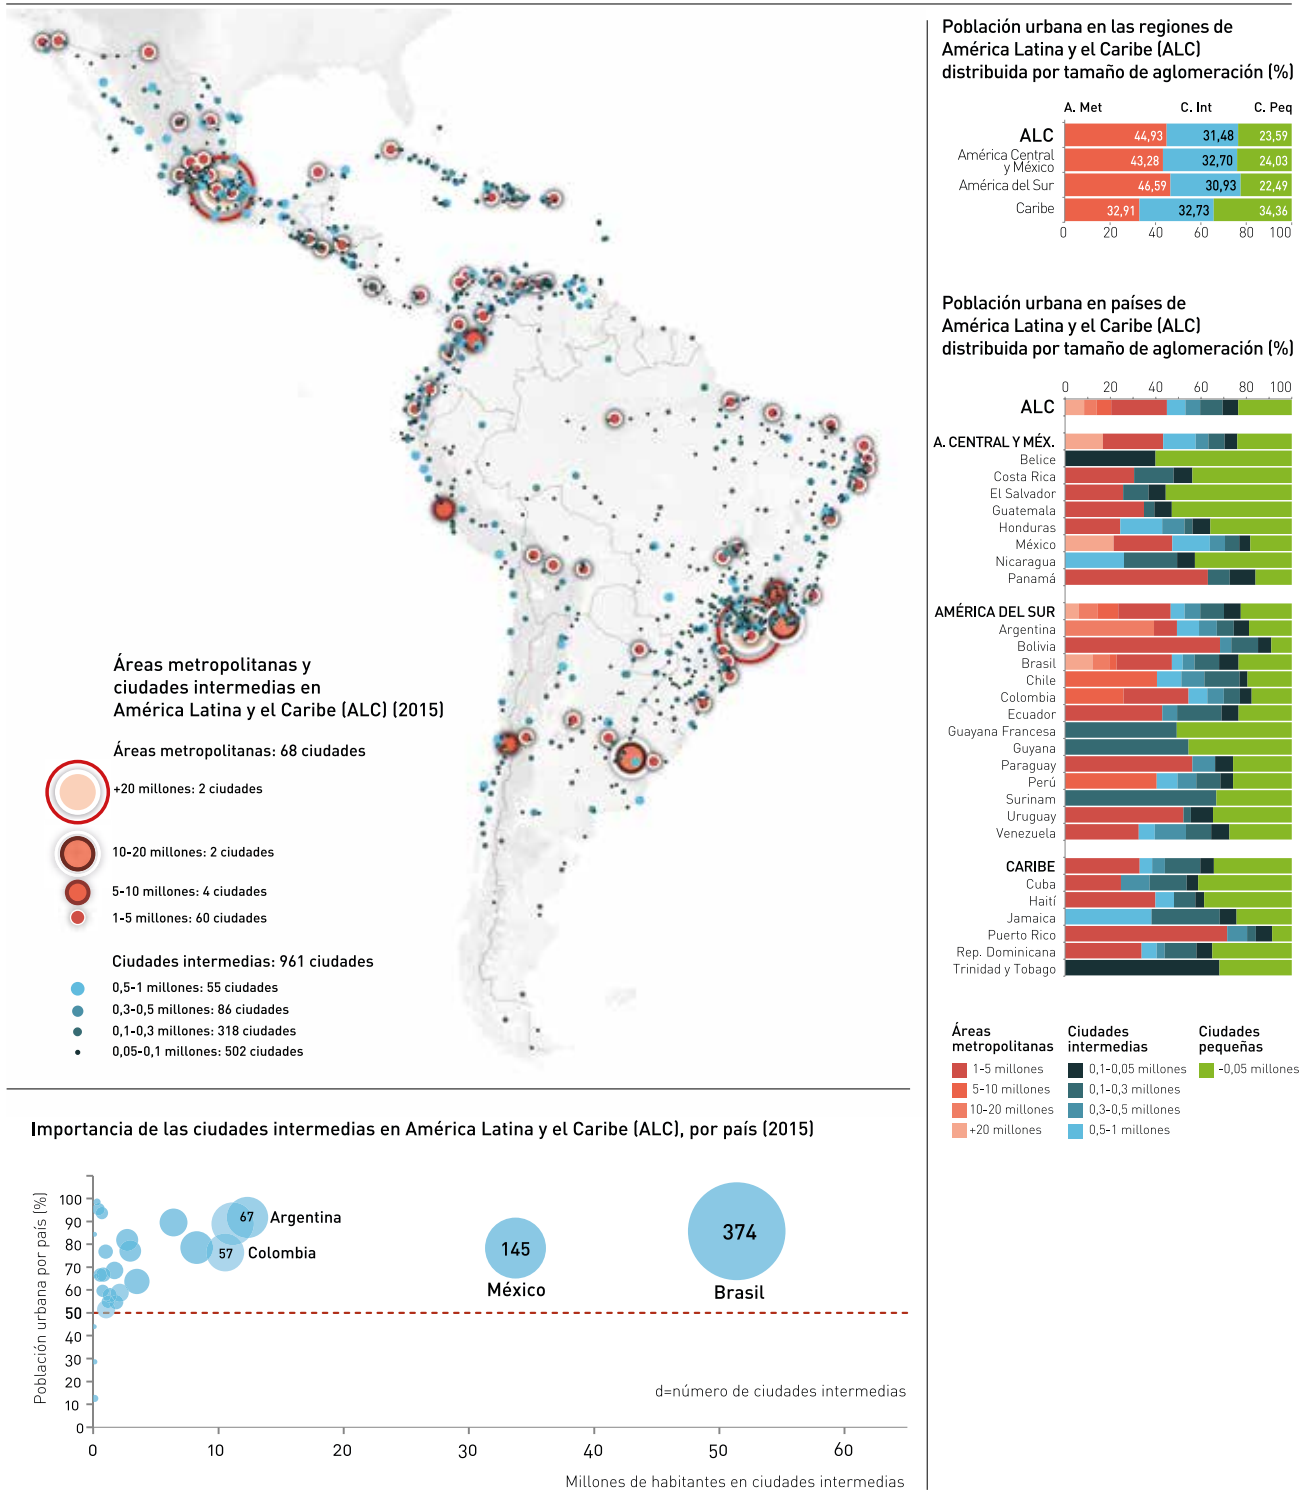 Áreas metropolitanas y
ciudades intermedias en
América Latina y el Caribe (ALC) (2015)
Áreas metropolitanas: 68 ciudades
+20 millones: 2 ciudades
10-20 millones: 2 ciudades
5-10 millones: 4 ciudades
1-5 millones: 60 ciudades
Ciudades intermedias: 961 ciudades
0,5-1 millones: 55 ciudades
0,3-0,5 millones: 86 ciudades
0,1-0,3 millones: 318 ciudades
0,05-0,1 millones: 502 ciudades
Población urbana en las regiones de
América Latina y el Caribe (ALC)
distribuida por tamaño de aglomeración (%)
A. Met C. Int C. Peq
ALC 44,93 31,48 23,59
América Central
y México 43,28 32,70 24,03
América del Sur 46,59 30,93 22,49
Caribe 32,91 32,73 34,36
0 20 40 60 80 100
Población urbana en países de
América Latina y el Caribe (ALC)
distribuida por tamaño de aglomeración (%)
0 20 40 60 80 100
ALC
A. CENTRAL Y MÉX.
Belice
Costa Rica
El Salvador
Guatemala
Honduras
México
Nicaragua
Panamá
AMÉRICA DEL SUR
Argentina
Bolivia
Brasil
Chile
Colombia
Ecuador
Guayana Francesa
Guyana
Paraguay
Perú
Surinam
Uruguay
Venezuela
CARIBE
Cuba
Haití
Jamaica
Puerto Rico
Rep. Dominicana
Trinidad y Tobago
Áreas
metropolitanas
1-5 millones
5-10 millones
10-20 millones
+20 millones
Ciudades
intermedias
0,1-0,05 millones
0,1-0,3 millones
0,3-0,5 millones
0,5-1 millones
Ciudades
pequeñas
-0,05 millones
Importancia de las ciudades intermedias en América Latina y el Caribe (ALC), por país (2015)
Población urbana por país (%)
100
90
80
70
60
50
40
30
20
10
0
67 Argentina
57 Colombia
145
México
374
Brasil
d=número de ciudades intermedias
0 10 20 30 40 50 60
Millones de habitantes en ciudades intermedias